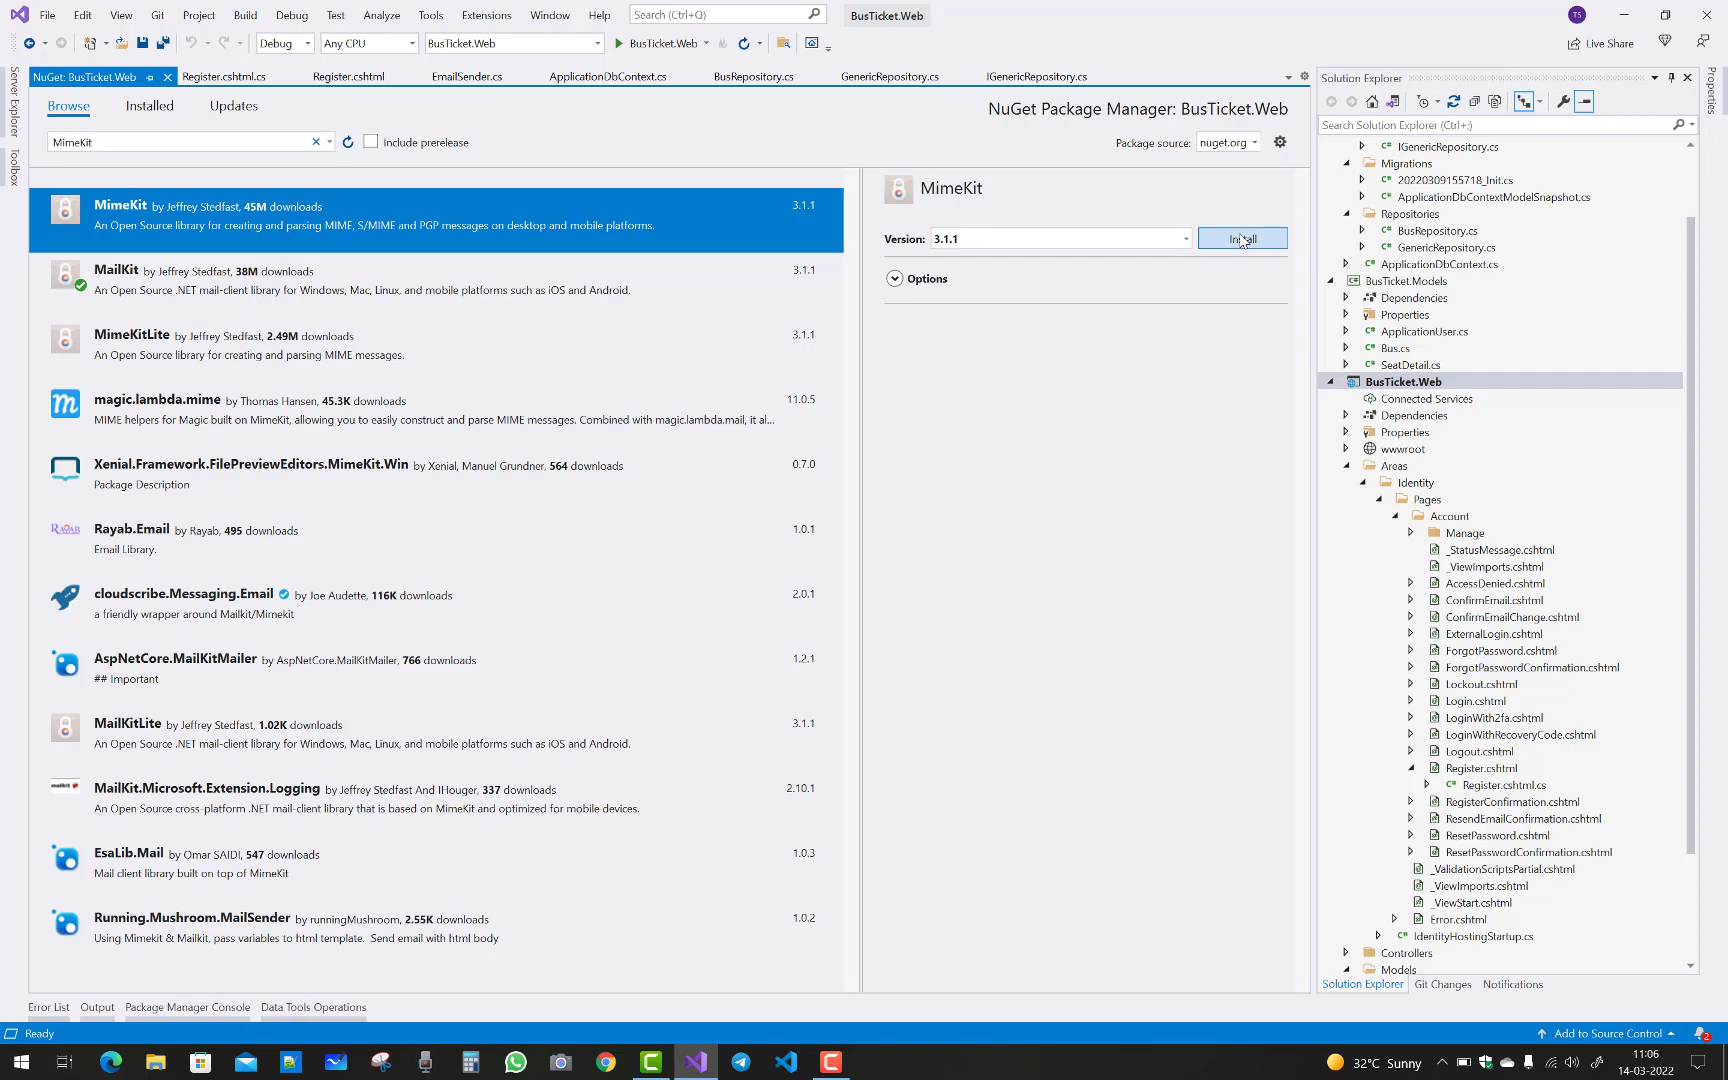 File Edit View Git Project Build Debug Test Analyze Tools Extensions Window Help Search (Ctrl+Q) BusTicket.Web TS
Debug Any CPU BusTicket.Web BusTicket.Web Live Share
Server Explorer
Toolbox
NuGet: BusTicket.Web Register.cshtml.cs Register.cshtml EmailSender.cs ApplicationDbContext.cs BusRepository.cs GenericRepository.cs IGenericRepository.cs
Browse Installed Updates
NuGet Package Manager: BusTicket.Web
MimeKit
Include prerelease
Package source: nuget.org
MimeKit by Jeffrey Stedfast, 45M downloads 3.1.1
An Open Source library for creating and parsing MIME, S/MIME and PGP messages on desktop and mobile platforms.
MailKit by Jeffrey Stedfast, 38M downloads 3.1.1
An Open Source .NET mail-client library for Windows, Mac, Linux, and mobile platforms such as iOS and Android.
MimeKitLite by Jeffrey Stedfast, 2.49M downloads 3.1.1
An Open Source library for creating and parsing MIME messages.
magic.lambda.mime by Thomas Hansen, 45.3K downloads 11.0.5
MIME helpers for Magic built on MimeKit, allowing you to easily construct and parse MIME messages. Combined with magic.lambda.mail, it al...
Xenial.Framework.FilePreviewEditors.MimeKit.Win by Xenial, Manuel Grundner, 564 downloads 0.7.0
Package Description
RAYAB
Rayab.Email by Rayab, 495 downloads 1.0.1
Email Library.
cloudscribe.Messaging.Email by Joe Audette, 116K downloads 2.0.1
a friendly wrapper around Mailkit/Mimekit
AspNetCore.MailKitMailer by AspNetCore.MailKitMailer, 766 downloads 1.2.1
## Important
MailKitLite by Jeffrey Stedfast, 1.02K downloads 3.1.1
An Open Source .NET mail-client library for Windows, Mac, Linux, and mobile platforms such as iOS and Android.
mailkit
MailKit.Microsoft.Extension.Logging by Jeffrey Stedfast And IHouger, 337 downloads 2.10.1
An Open Source cross-platform .NET mail-client library that is based on MimeKit and optimized for mobile devices.
EsaLib.Mail by Omar SAIDI, 547 downloads 1.0.3
Mail client library built on top of MimeKit
Running.Mushroom.MailSender by runningMushroom, 2.55K downloads 1.0.2
Using Mimekit & Mailkit, pass variables to html template. Send email with html body
MimeKit
Version: 3.1.1 Install
Options
Solution Explorer
Properties
Search Solution Explorer (Ctrl+;)
IGenericRepository.cs
Migrations
20220309155718_Init.cs
ApplicationDbContextModelSnapshot.cs
Repositories
BusRepository.cs
GenericRepository.cs
ApplicationDbContext.cs
BusTicket.Models
Dependencies
Properties
ApplicationUser.cs
Bus.cs
SeatDetail.cs
BusTicket.Web
Connected Services
Dependencies
Properties
wwwroot
Areas
Identity
Pages
Account
Manage
_StatusMessage.cshtml
_ViewImports.cshtml
AccessDenied.cshtml
ConfirmEmail.cshtml
ConfirmEmailChange.cshtml
ExternalLogin.cshtml
ForgotPassword.cshtml
ForgotPasswordConfirmation.cshtml
Lockout.cshtml
Login.cshtml
LoginWith2fa.cshtml
LoginWithRecoveryCode.cshtml
Logout.cshtml
Register.cshtml
Register.cshtml.cs
RegisterConfirmation.cshtml
ResendEmailConfirmation.cshtml
ResetPassword.cshtml
ResetPasswordConfirmation.cshtml
_ValidationScriptsPartial.cshtml
_ViewImports.cshtml
_ViewStart.cshtml
Error.cshtml
IdentityHostingStartup.cs
Controllers
Models
Solution Explorer Git Changes Notifications
Error List Output Package Manager Console Data Tools Operations
Ready Add to Source Control 2
32°C Sunny 11:06
14-03-2022